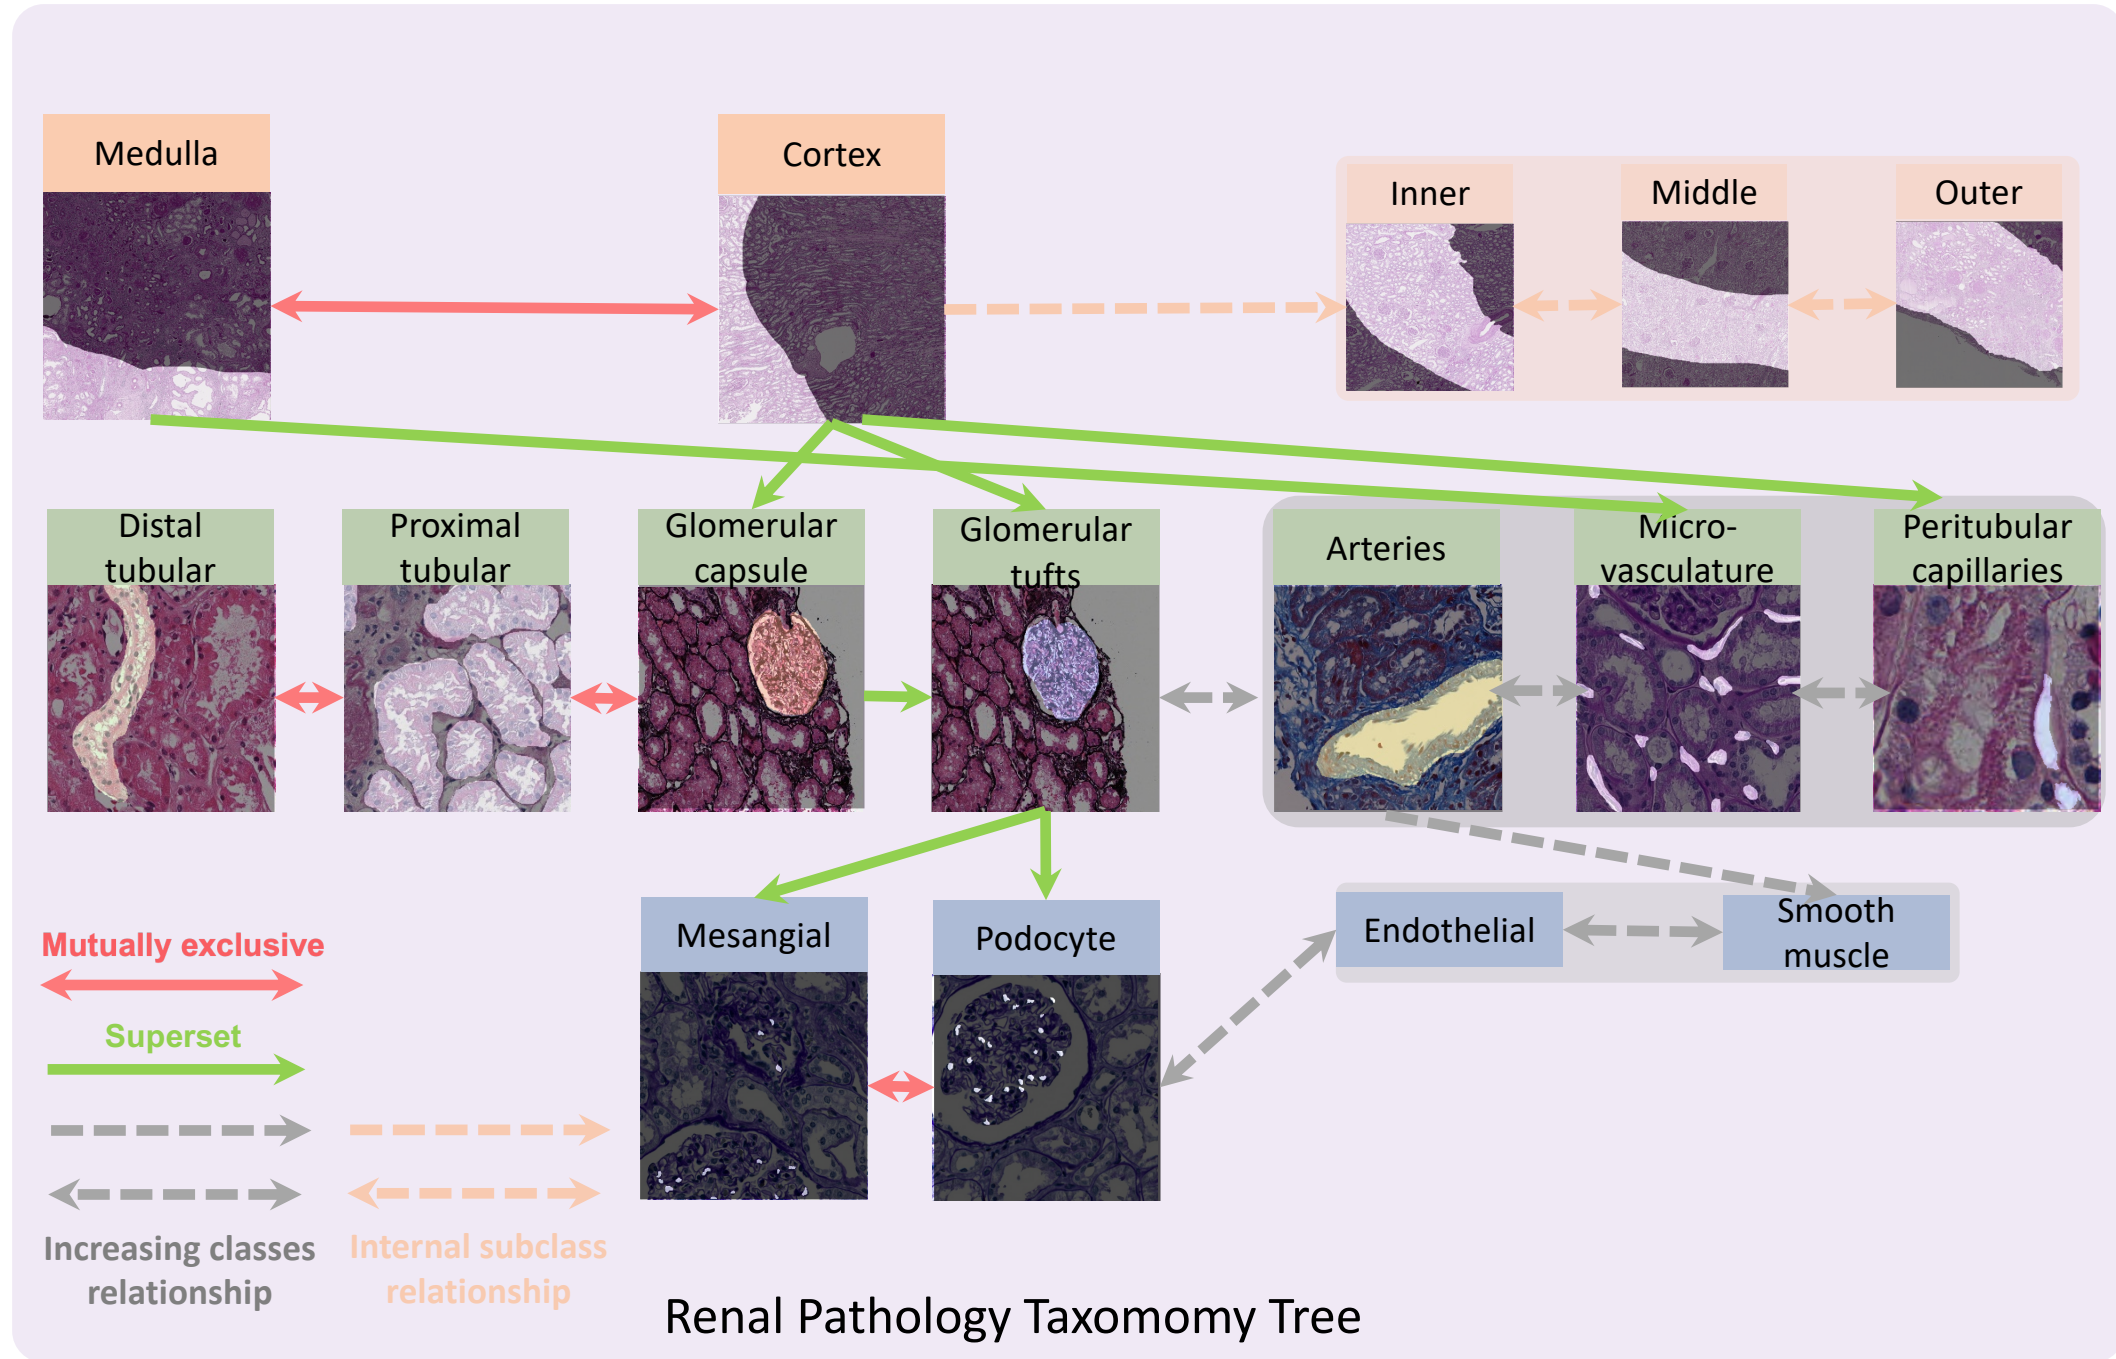 Medulla
Cortex
Inner
Middle
Outer
Distal
tubular
Proximal
tubular
Glomerular
capsule
Glomerular
tufts
Arteries
Micro-
vasculature
Peritubular
capillaries
Mesangial
Podocyte
Endothelial
Smooth
muscle
Mutually exclusive
Superset
Increasing classes
relationship
Internal subclass
relationship
Renal Pathology Taxomomy Tree